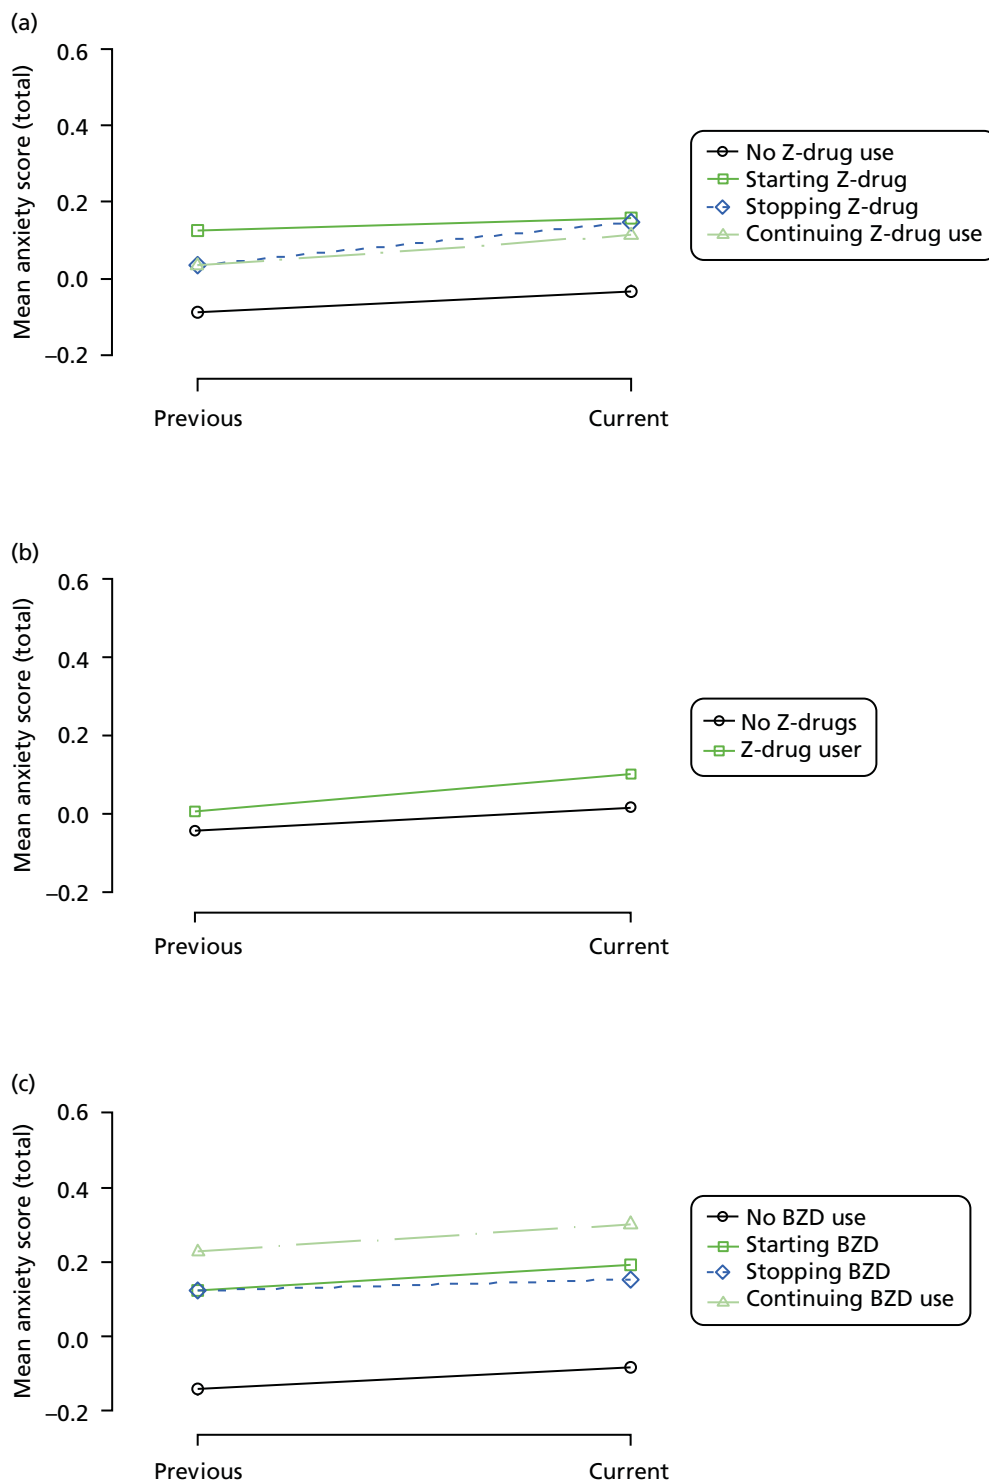 (a)
Mean anxiety score (total)
0.6
0.4
0.2
0.0
–0.2
Previous
Current
No Z-drug use
Starting Z-drug
Stopping Z-drug
Continuing Z-drug use
(b)
Mean anxiety score (total)
0.6
0.4
0.2
0.0
–0.2
Previous
Current
No Z-drugs
Z-drug user
(c)
Mean anxiety score (total)
0.6
0.4
0.2
0.0
–0.2
Previous
Current
No BZD use
Starting BZD
Stopping BZD
Continuing BZD use